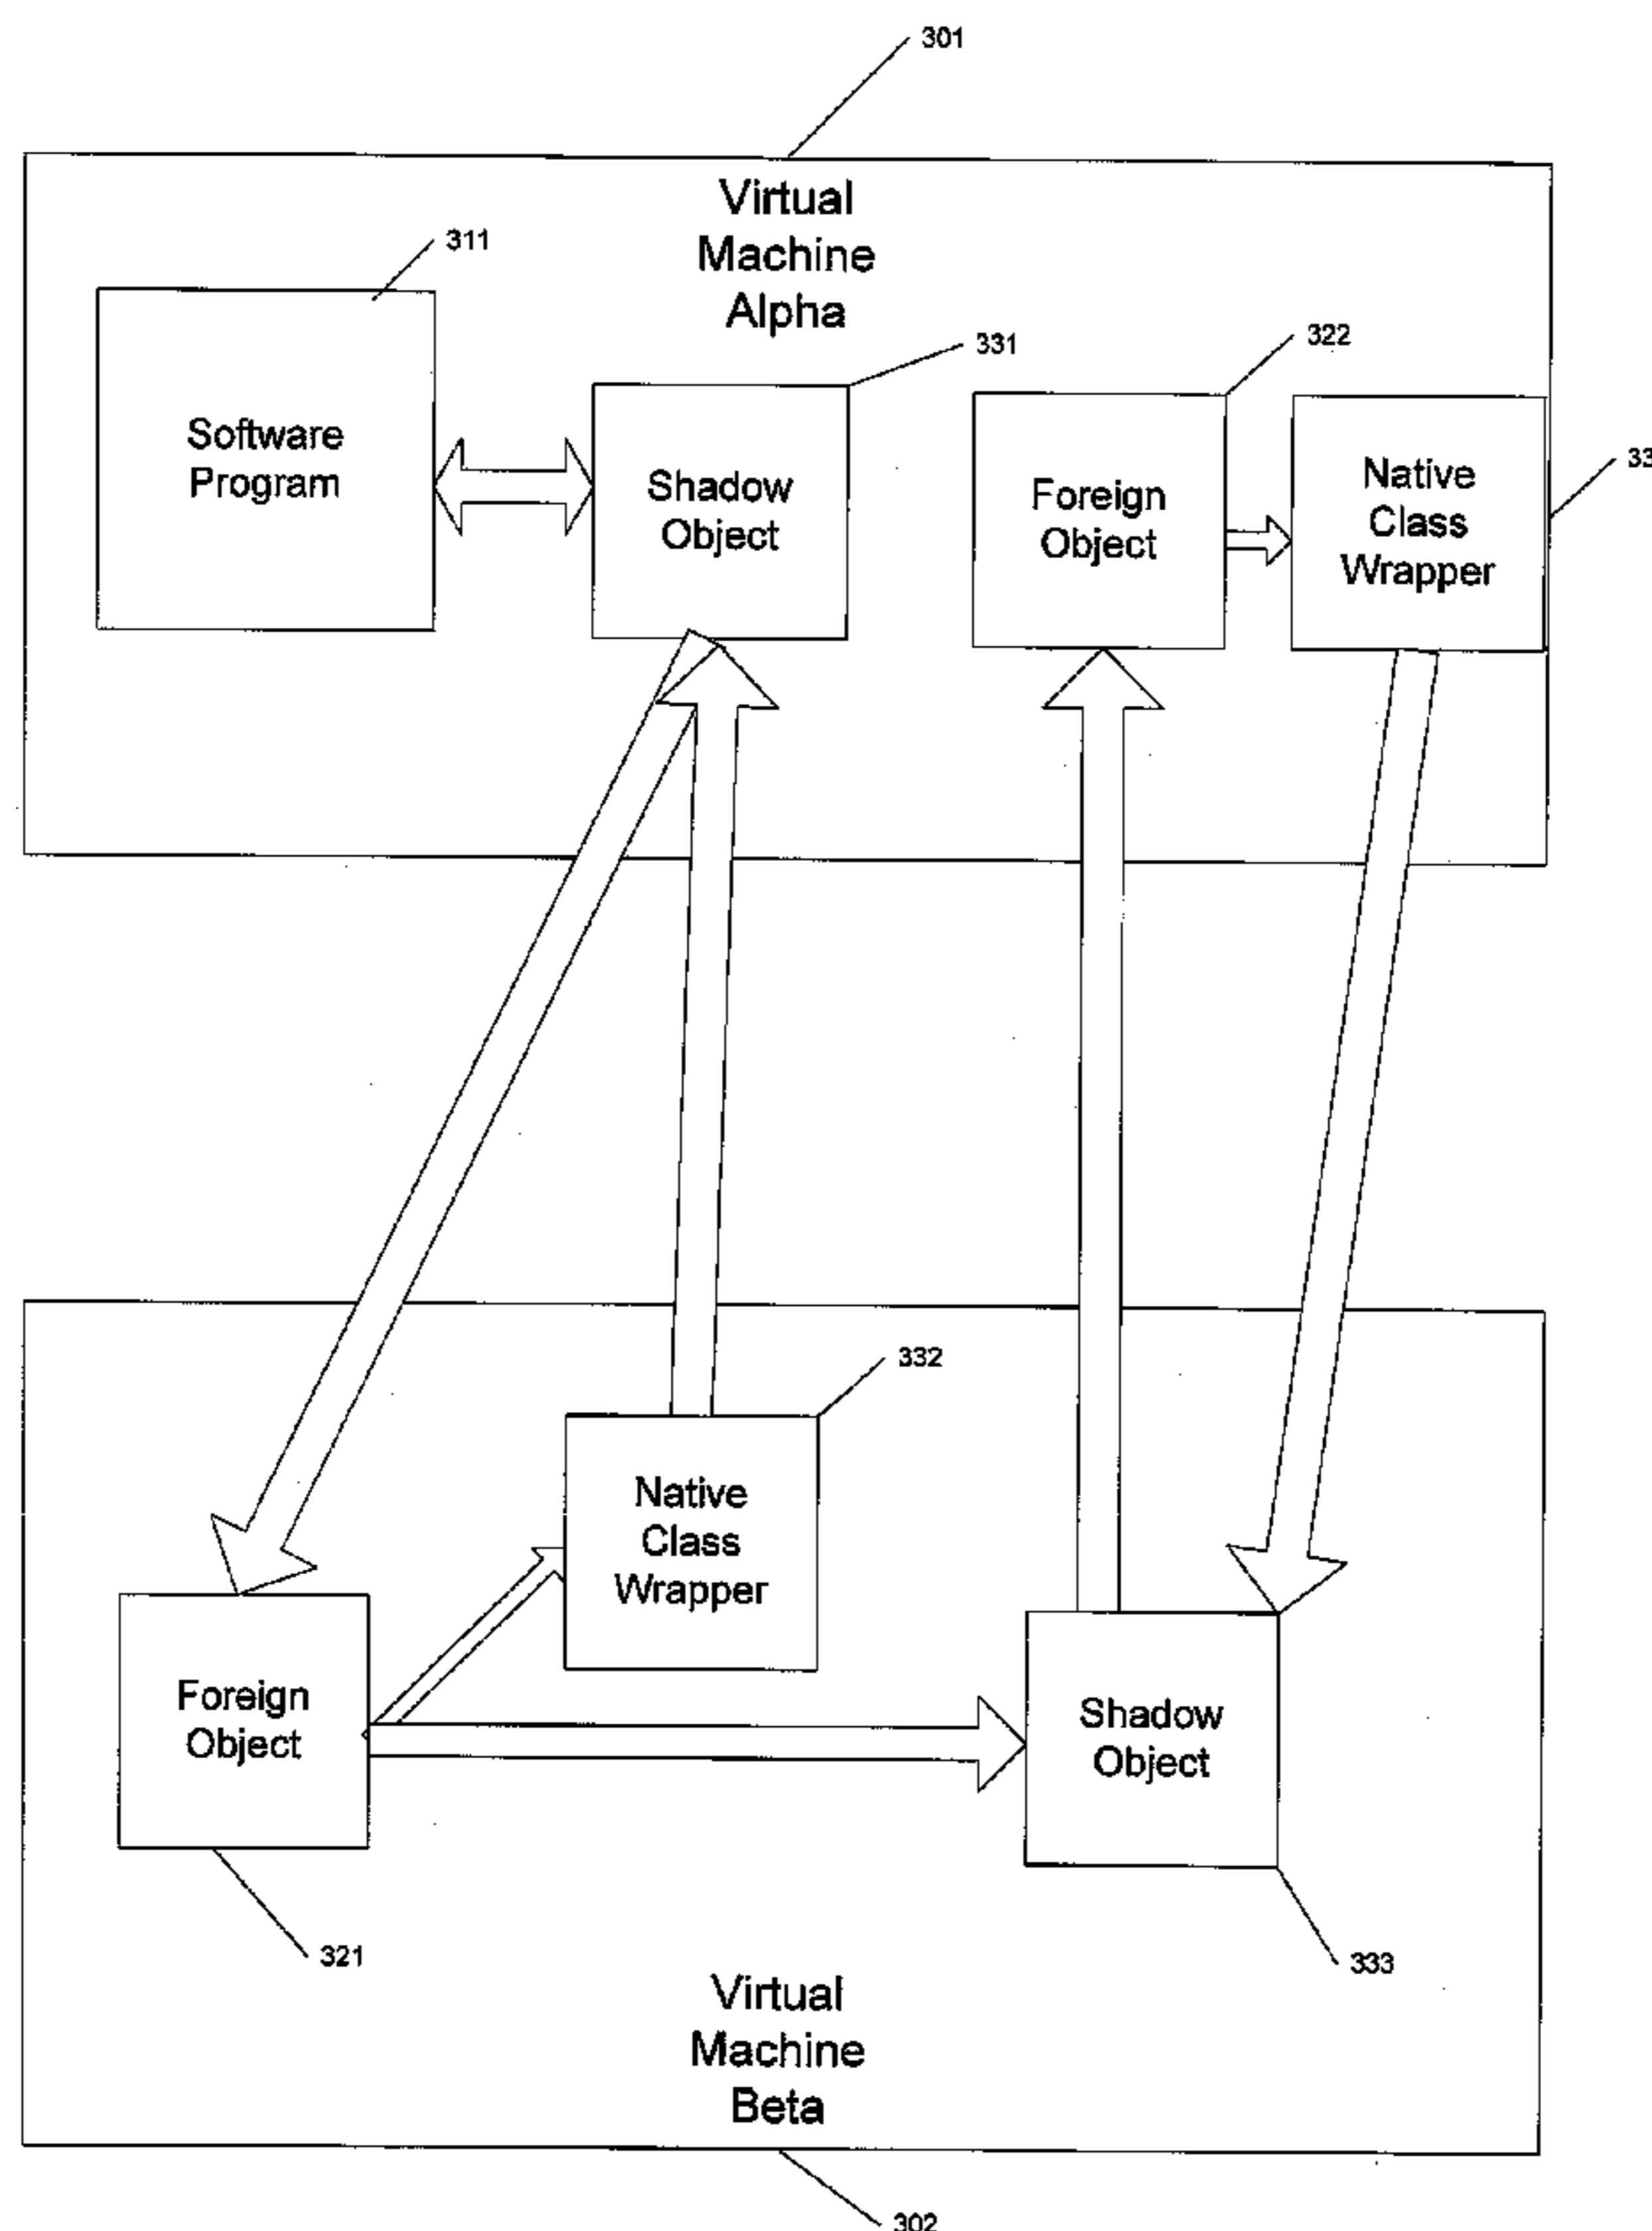 301
Virtual
Machine
Alpha
311
Software
Program
331
Shadow
Object
322
Foreign
Object
Native
Class
Wrapper
332
Native
Class
Wrapper
Foreign
Object
Shadow
Object
321
333
Virtual
Machine
Beta
302